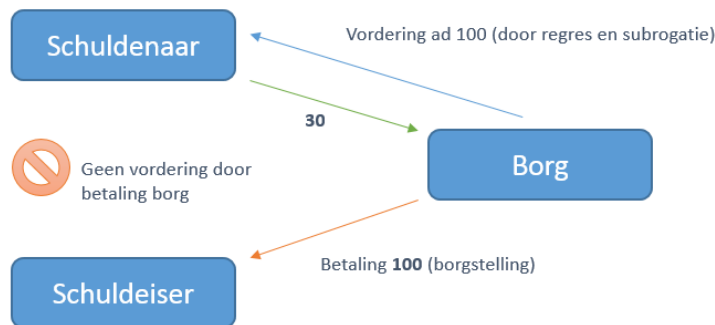 Schuldenaar
Vordering ad 100 (door regres en subrogatie)
30
Geen vordering door
betaling borg
Borg
Betaling 100 (borgstelling)
Schuldeiser